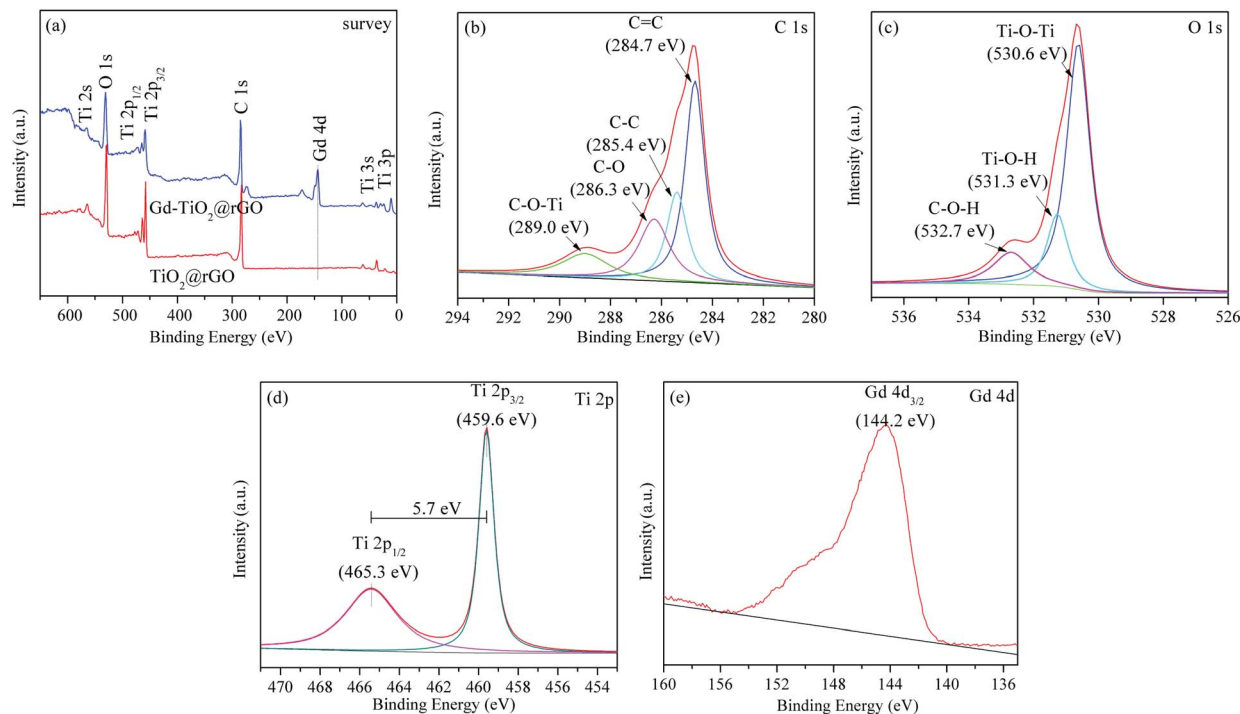 (a)
survey
Ti 2s
O 1s
Ti 2p1/2
Ti 2p3/2
C 1s
Gd 4d
Ti 3s
Ti 3p
Gd-TiO2@rGO
TiO2@rGO
Intensity (a.u.)
600 500 400 300 200 100 0
Binding Energy (eV)
(b)
C 1s
C=C
(284.7 eV)
C-C
(285.4 eV)
C-O
(286.3 eV)
C-O-Ti
(289.0 eV)
Intensity (a.u.)
294 292 290 288 286 284 282 280
Binding Energy (eV)
(c)
O 1s
Ti-O-Ti
(530.6 eV)
Ti-O-H
(531.3 eV)
C-O-H
(532.7 eV)
Intensity (a.u.)
536 534 532 530 528 526
Binding Energy (eV)
(d)
Ti 2p
Ti 2p3/2
(459.6 eV)
5.7 eV
Ti 2p1/2
(465.3 eV)
Intensity (a.u.)
470 468 466 464 462 460 458 456 454
Binding Energy (eV)
(e)
Gd 4d
Gd 4d3/2
(144.2 eV)
Intensity (a.u.)
160 156 152 148 144 140 136
Binding Energy (eV)